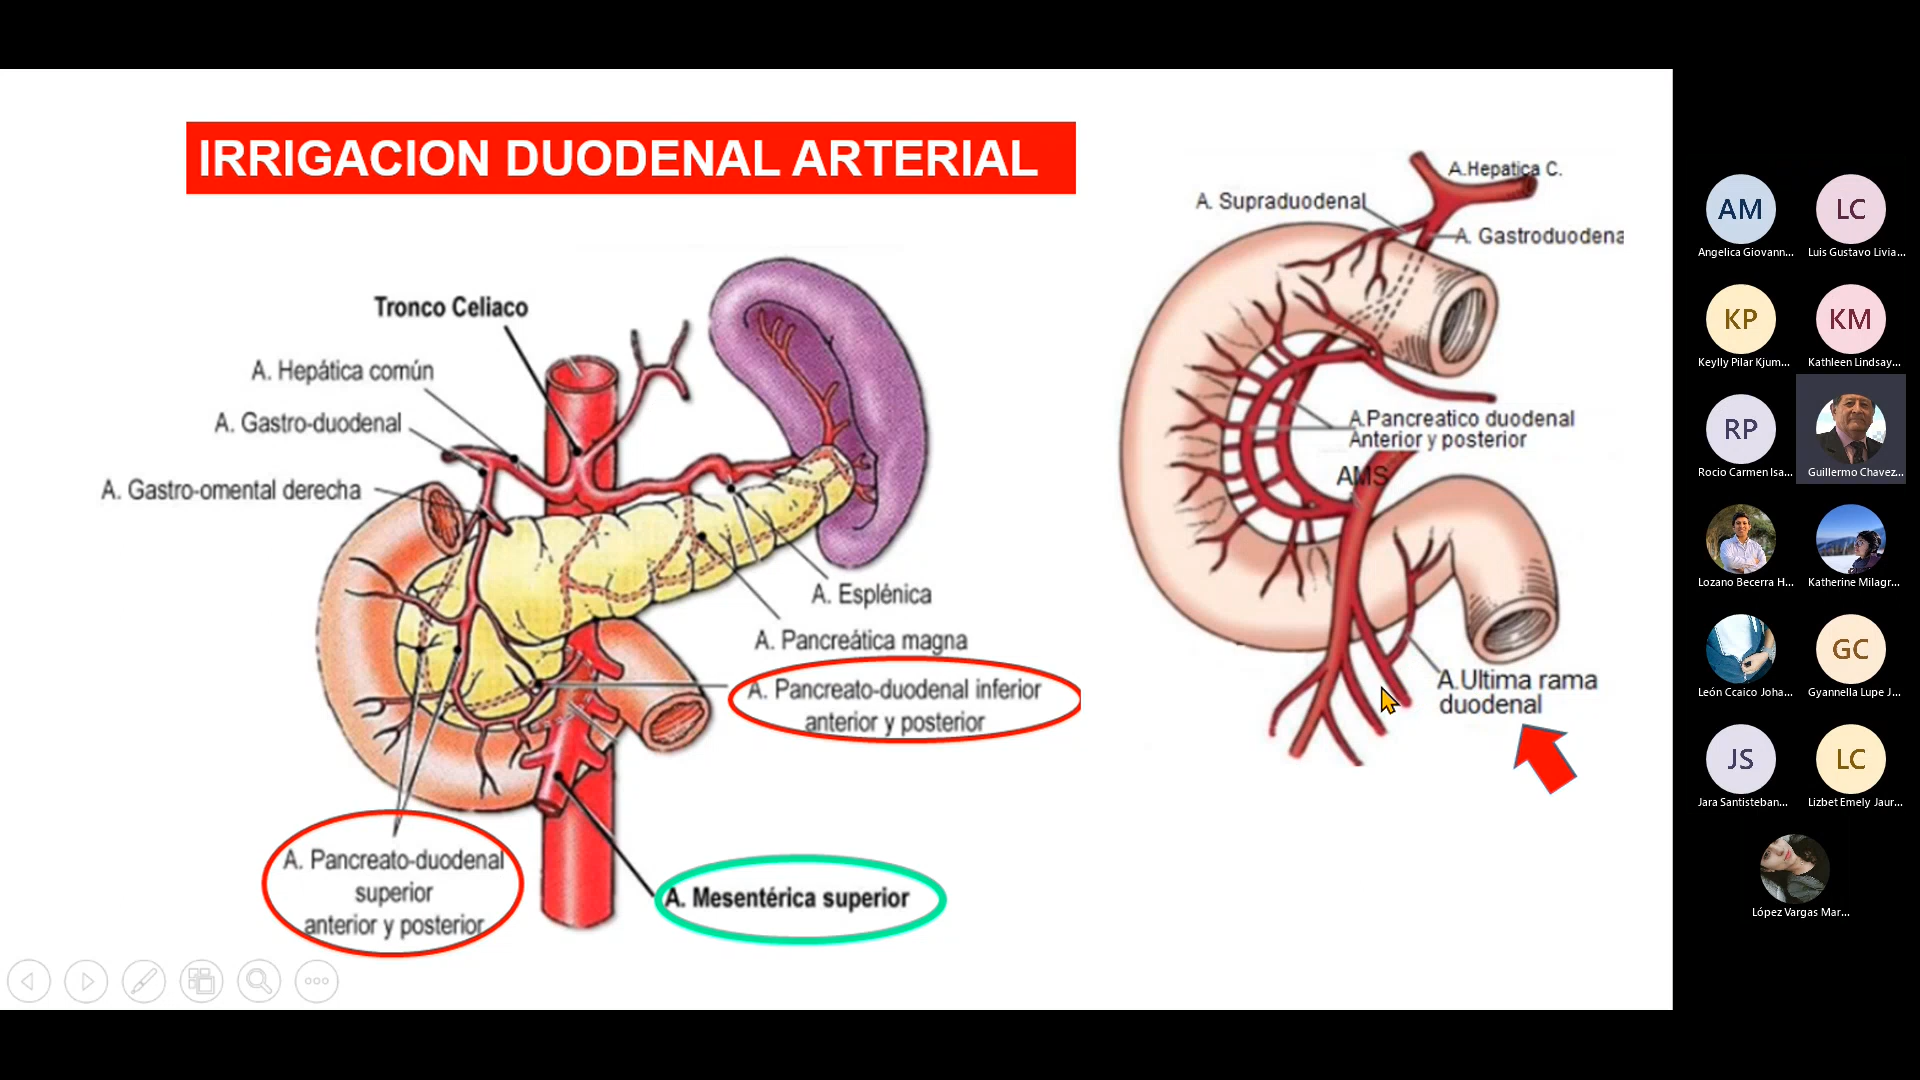 IRRIGACION DUODENAL ARTERIAL
Tronco Celiaco
A. Hepática común
A. Gastro-duodenal
A. Gastro-omental derecha
A. Esplénica
A. Pancreática magna
A. Pancreato-duodenal inferior
anterior y posterior
A. Pancreato-duodenal
superior
anterior y posterior
A. Mesentérica superior
A.Hepatica C.
A. Supraduodenal
A. Gastroduodena
A.Pancreatico duodenal
Anterior y posterior
AMS
A.Ultima rama
duodenal
AM
LC
Angelica Giovann...
Luis Gustavo Livia...
KP
KM
Keylly Pilar Kjum...
Kathleen Lindsay...
RP
Rocio Carmen Isa...
Guillermo Chavez...
Lozano Becerra H...
Katherine Milagr...
GC
León Ccaico Joha...
Gyannella Lupe J...
JS
LC
Jara Santisteban...
Lizbet Emely Jaur...
López Vargas Mar...